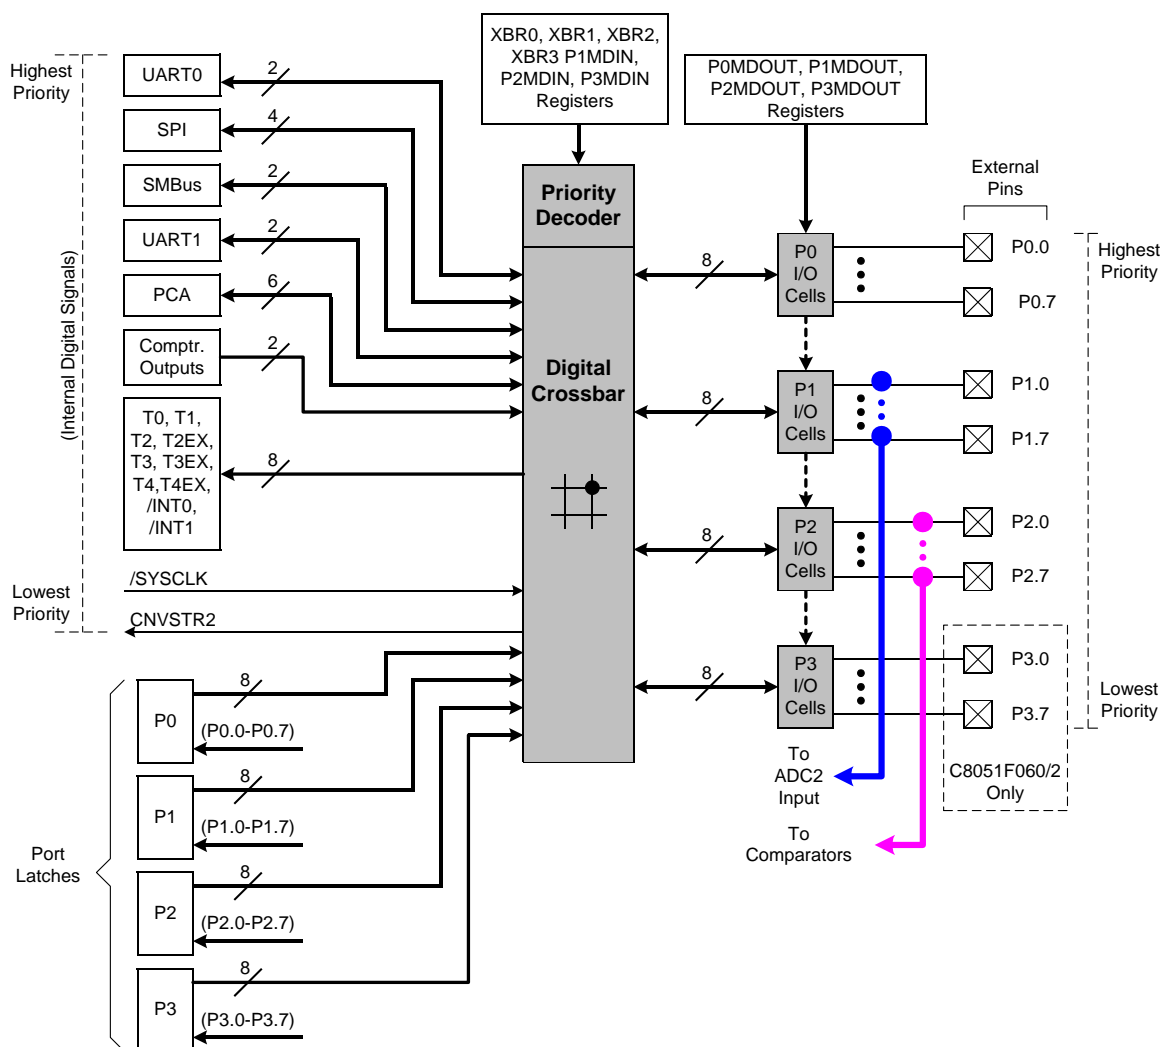 XBR0, XBR1, XBR2,
XBR3 P1MDIN,
P2MDIN, P3MDIN
Registers
P0MDOUT, P1MDOUT,
P2MDOUT, P3MDOUT
Registers
Highest
Priority
UART0
2
SPI
4
SMBus
2
UART1
2
PCA
6
Comptr.
Outputs
2
T0, T1,
T2, T2EX,
T3, T3EX,
T4,T4EX,
/INT0,
/INT1
8
(Internal Digital Signals)
Lowest
Priority
/SYSCLK
CNVSTR2
Priority
Decoder
Digital
Crossbar
8
P0
I/O
Cells
8
P1
I/O
Cells
8
P2
I/O
Cells
8
P3
I/O
Cells
External
Pins
P0.0
P0.7
P1.0
P1.7
P2.0
P2.7
P3.0
P3.7
Highest
Priority
Lowest
Priority
C8051F060/2
Only
To
ADC2
Input
To
Comparators
Port
Latches
P0
8
(P0.0-P0.7)
P1
8
(P1.0-P1.7)
P2
8
(P2.0-P2.7)
P3
8
(P3.0-P3.7)